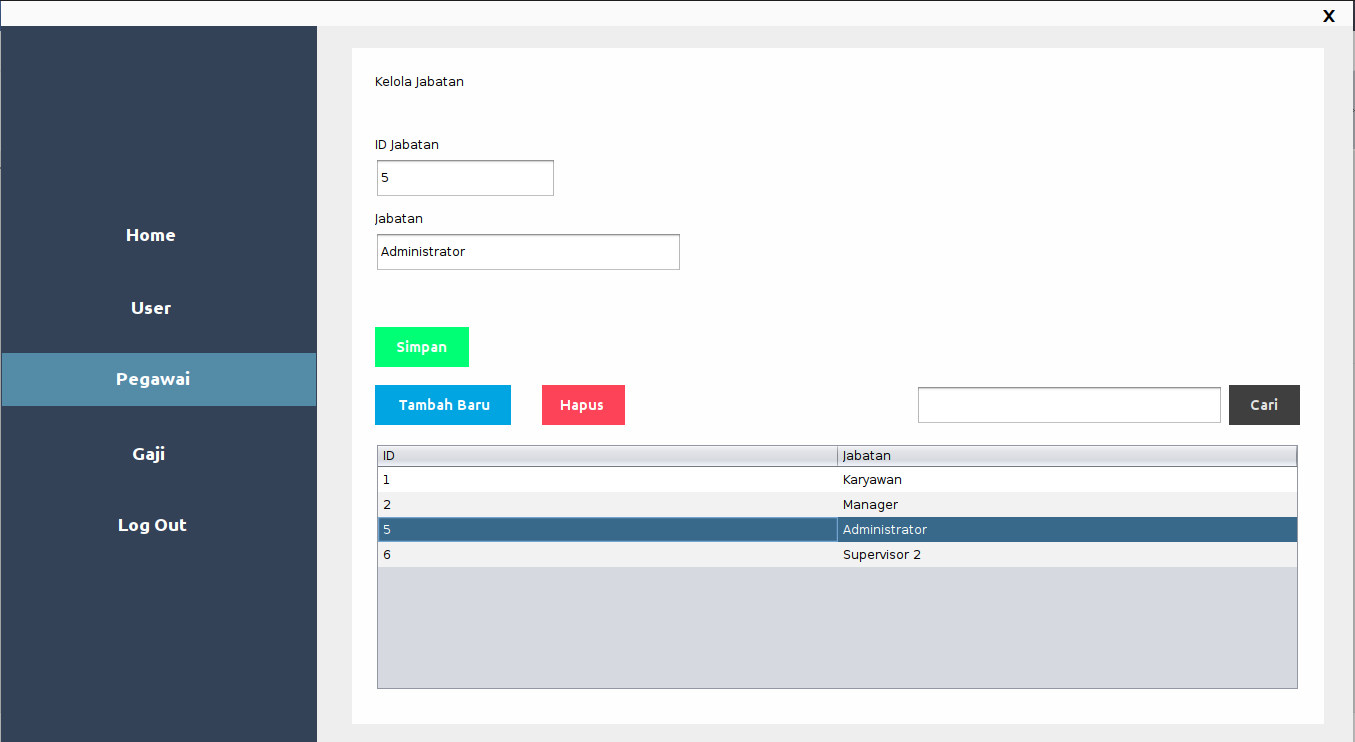 X
Home
User
Pegawai
Gaji
Log Out
Kelola Jabatan
ID Jabatan
5
Jabatan
Administrator
Simpan
Tambah Baru Hapus Cari
ID Jabatan
1 Karyawan
2 Manager
5 Administrator
6 Supervisor 2